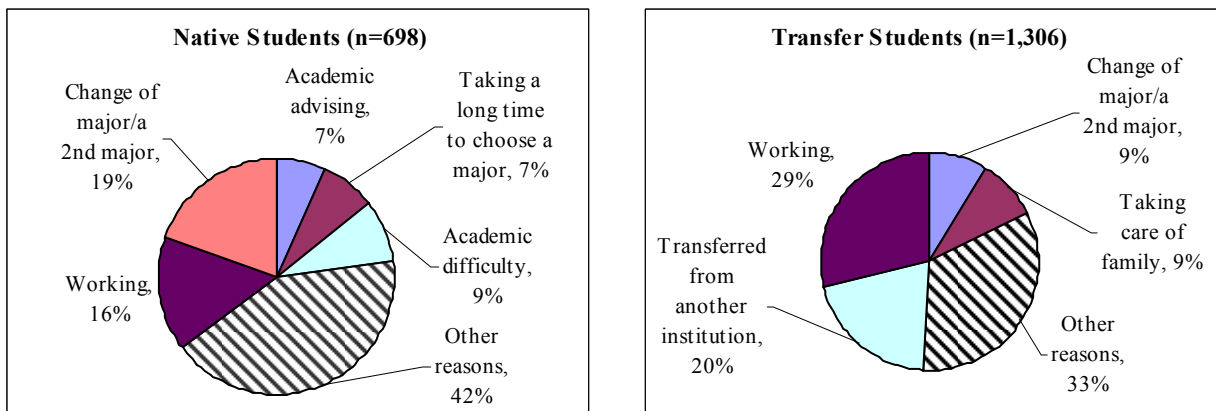 Native Students (n=698)
Academic
advising,
7%
Taking a
long time
to choose a
major, 7%
Academic
difficulty,
9%
Other
reasons,
42%
Working,
16%
Change of
major/a
2nd major,
19%
Transfer Students (n=1,306)
Change of
major/a
2nd major,
9%
Taking
care of
family, 9%
Other
reasons,
33%
Transferred
from
another
institution,
20%
Working,
29%